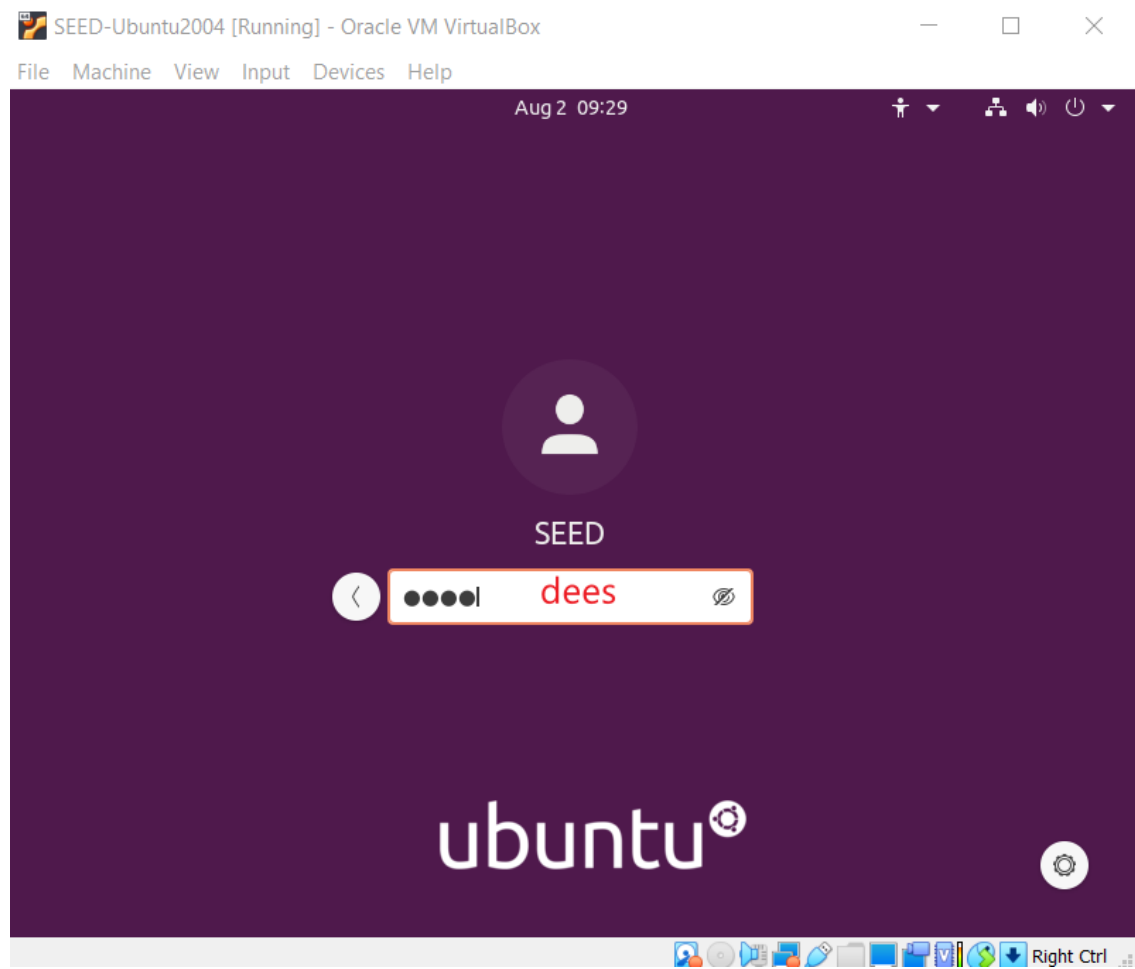 SEED-Ubuntu2004 [Running] - Oracle VM VirtualBox
File Machine View Input Devices Help
Aug 2 09:29
SEED
●●●● dees
ubuntu
Right Ctrl